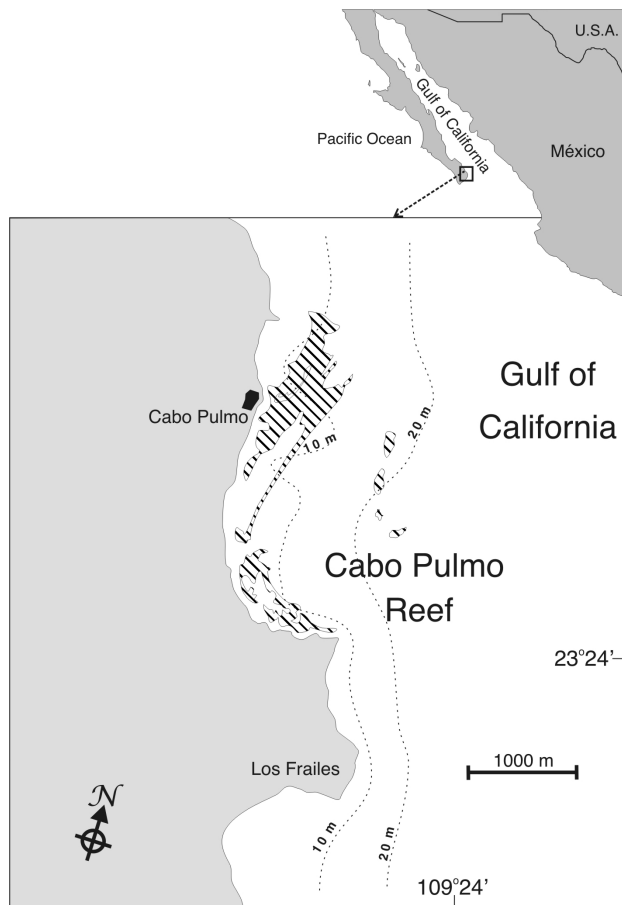 U.S.A.
Gulf of California
Pacific Ocean
México
Gulf of
California
20 m
Cabo Pulmo
10 m
Cabo Pulmo
Reef
23°24'
1000 m
Los Frailes
N
10 m
20 m
109°24'